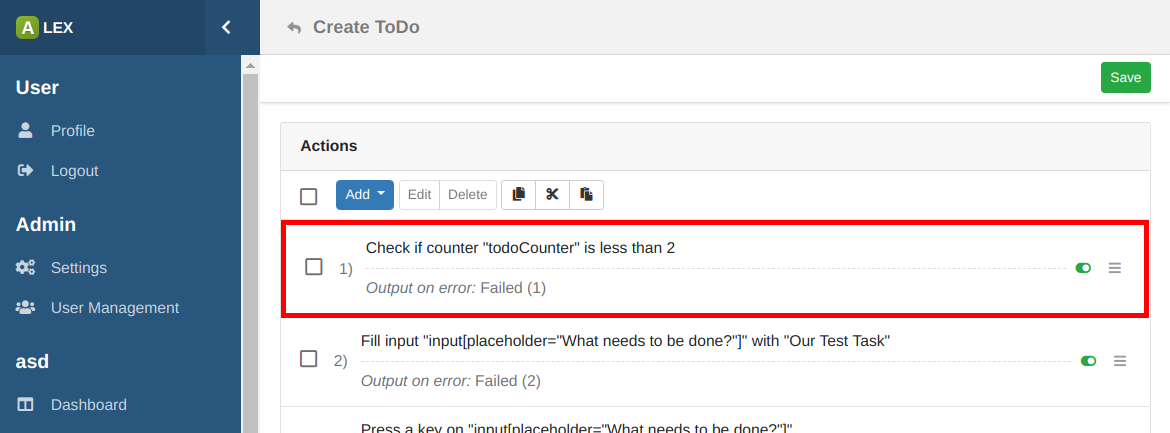 A LEX
Create ToDo
Save
User
Profile
Logout
Admin
Settings
User Management
asd
Dashboard
Actions
Add Edit Delete
Check if counter "todoCounter" is less than 2
1)
Output on error: Failed (1)
Fill input "input[placeholder="What needs to be done?"]" with "Our Test Task"
2)
Output on error: Failed (2)
Press a key on "input[placeholder="What needs to be done?"]"